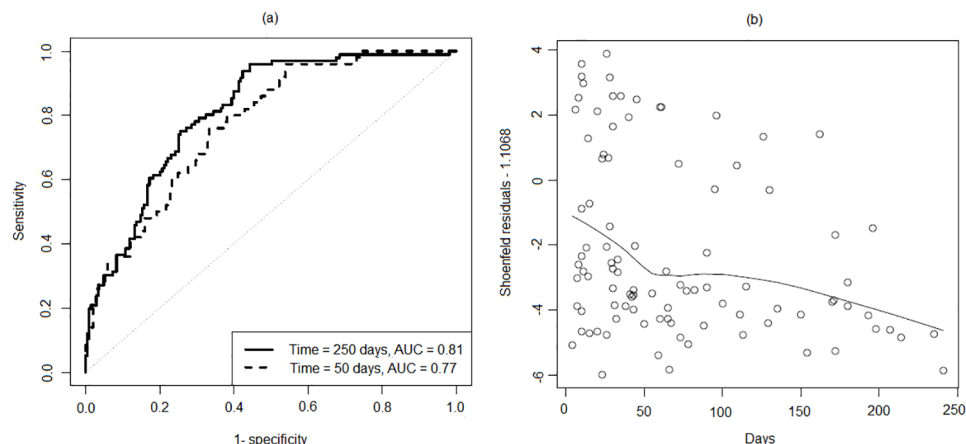 (a)
Sensitivity
1.0
0.8
0.6
0.4
0.2
0.0
Time = 250 days, AUC = 0.81
Time = 50 days, AUC = 0.77
0.0 0.2 0.4 0.6 0.8 1.0
1- specificity
(b)
Shoenfeld residuals - 1.1068
4
2
0
-2
-4
-6
0 50 100 150 200 250
Days